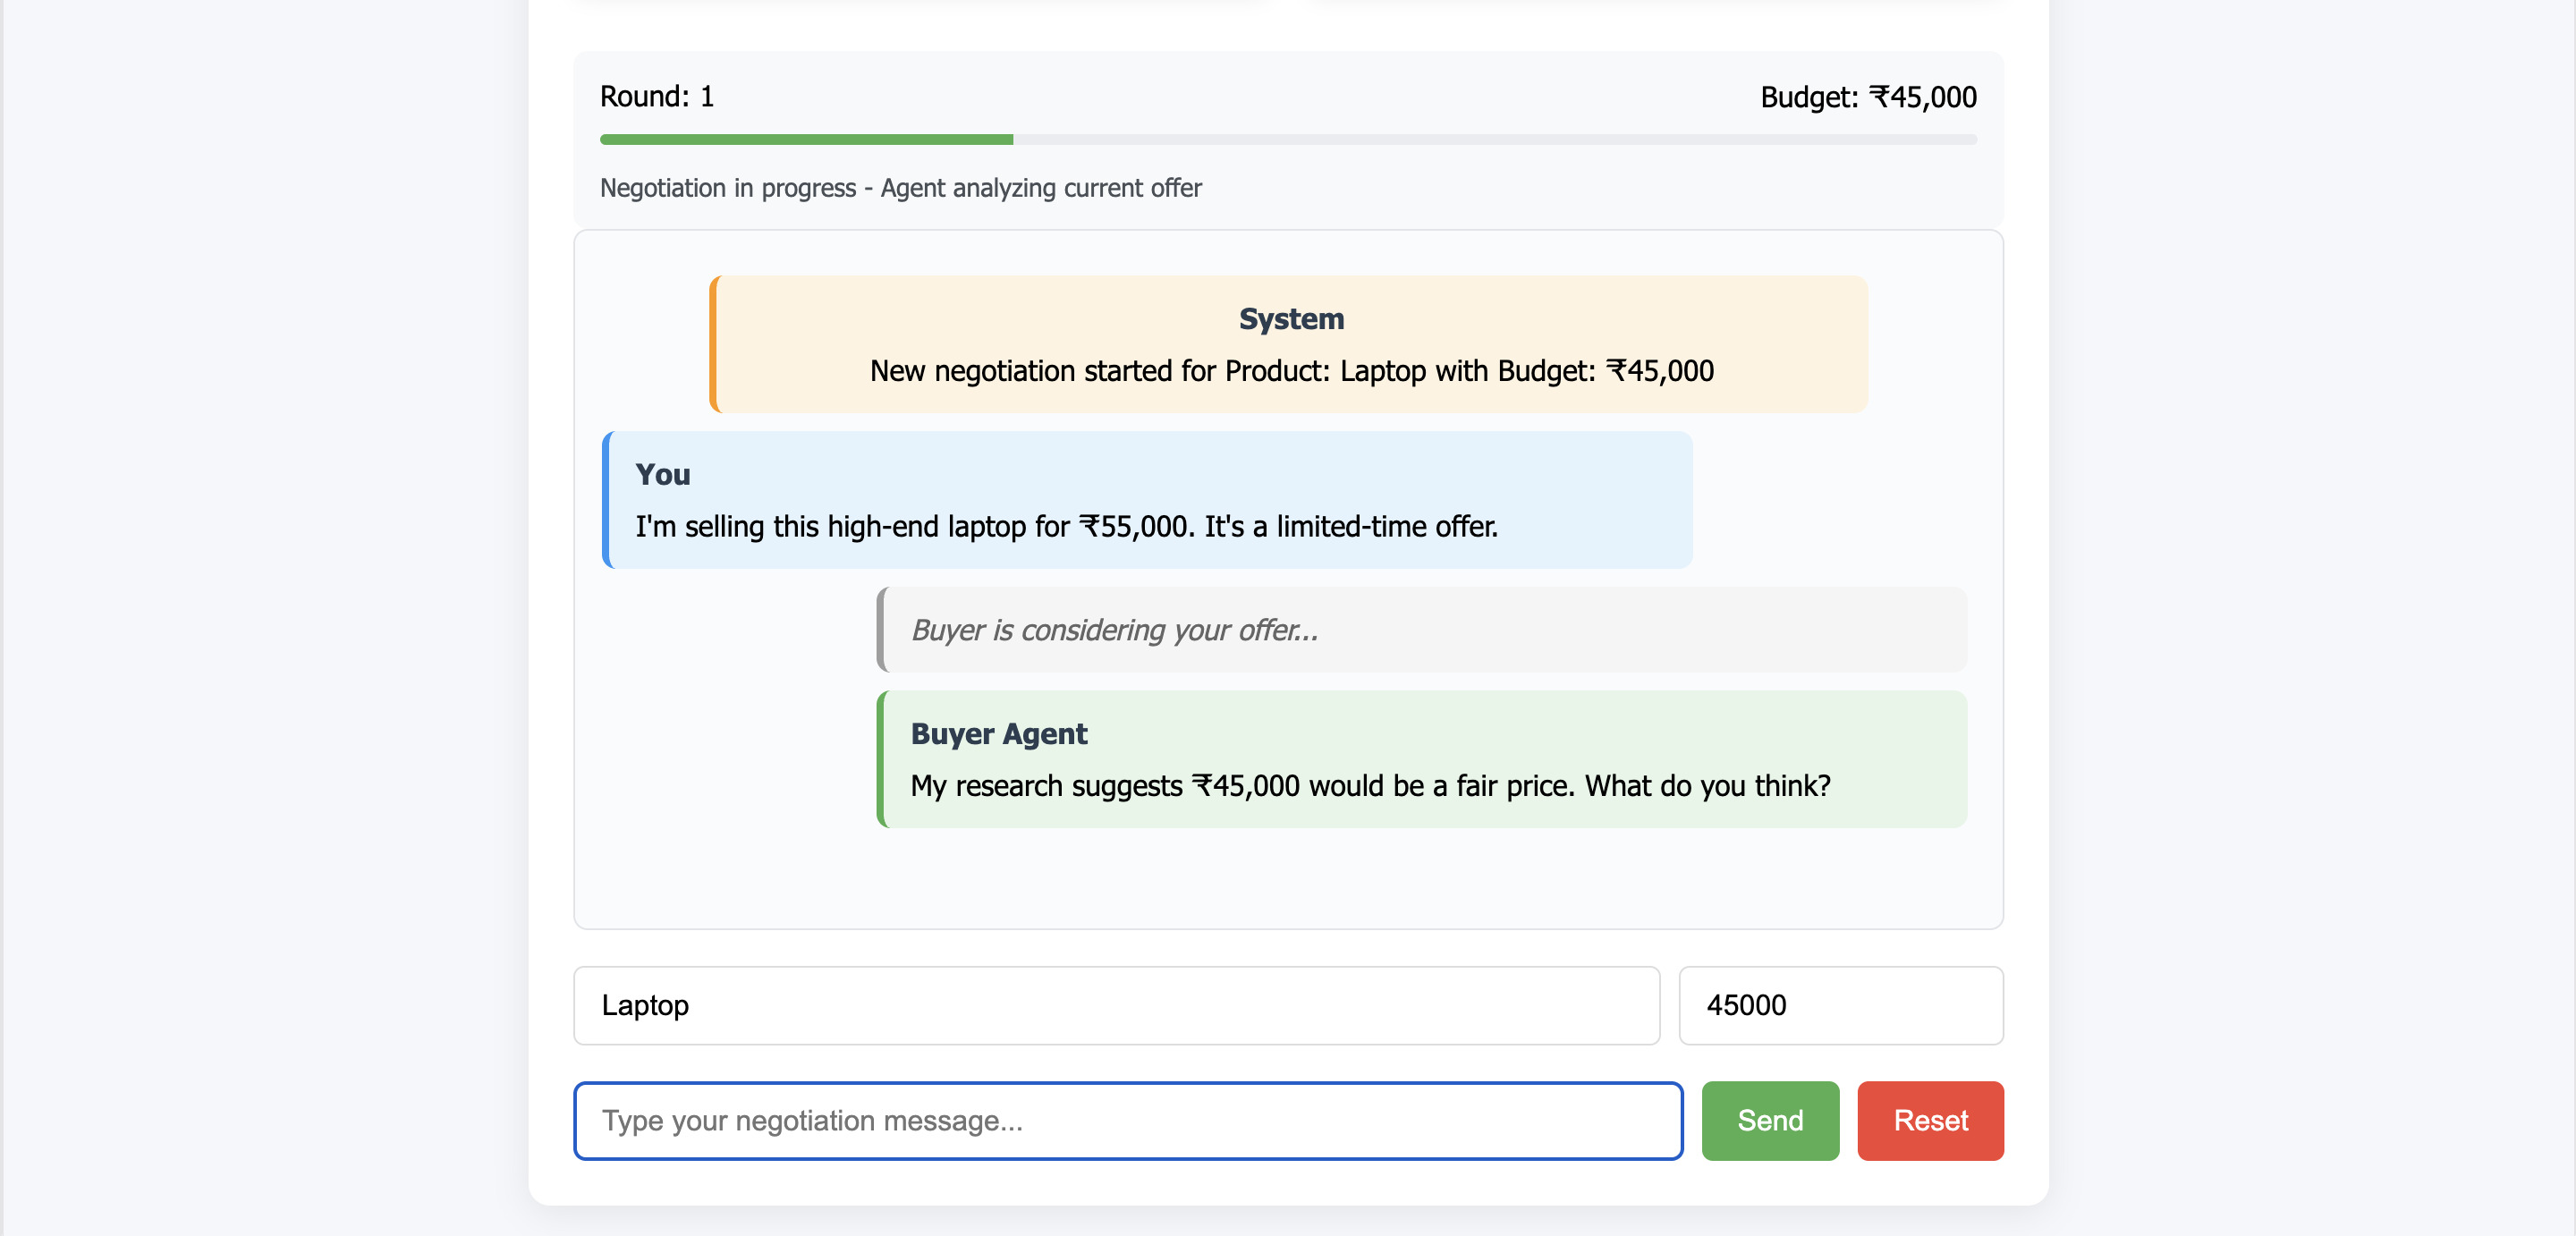 Round: 1
Budget: ₹45,000
Negotiation in progress - Agent analyzing current offer
System
New negotiation started for Product: Laptop with Budget: ₹45,000
You
I'm selling this high-end laptop for ₹55,000. It's a limited-time offer.
Buyer is considering your offer...
Buyer Agent
My research suggests ₹45,000 would be a fair price. What do you think?
Laptop
45000
Type your negotiation message...
Send
Reset